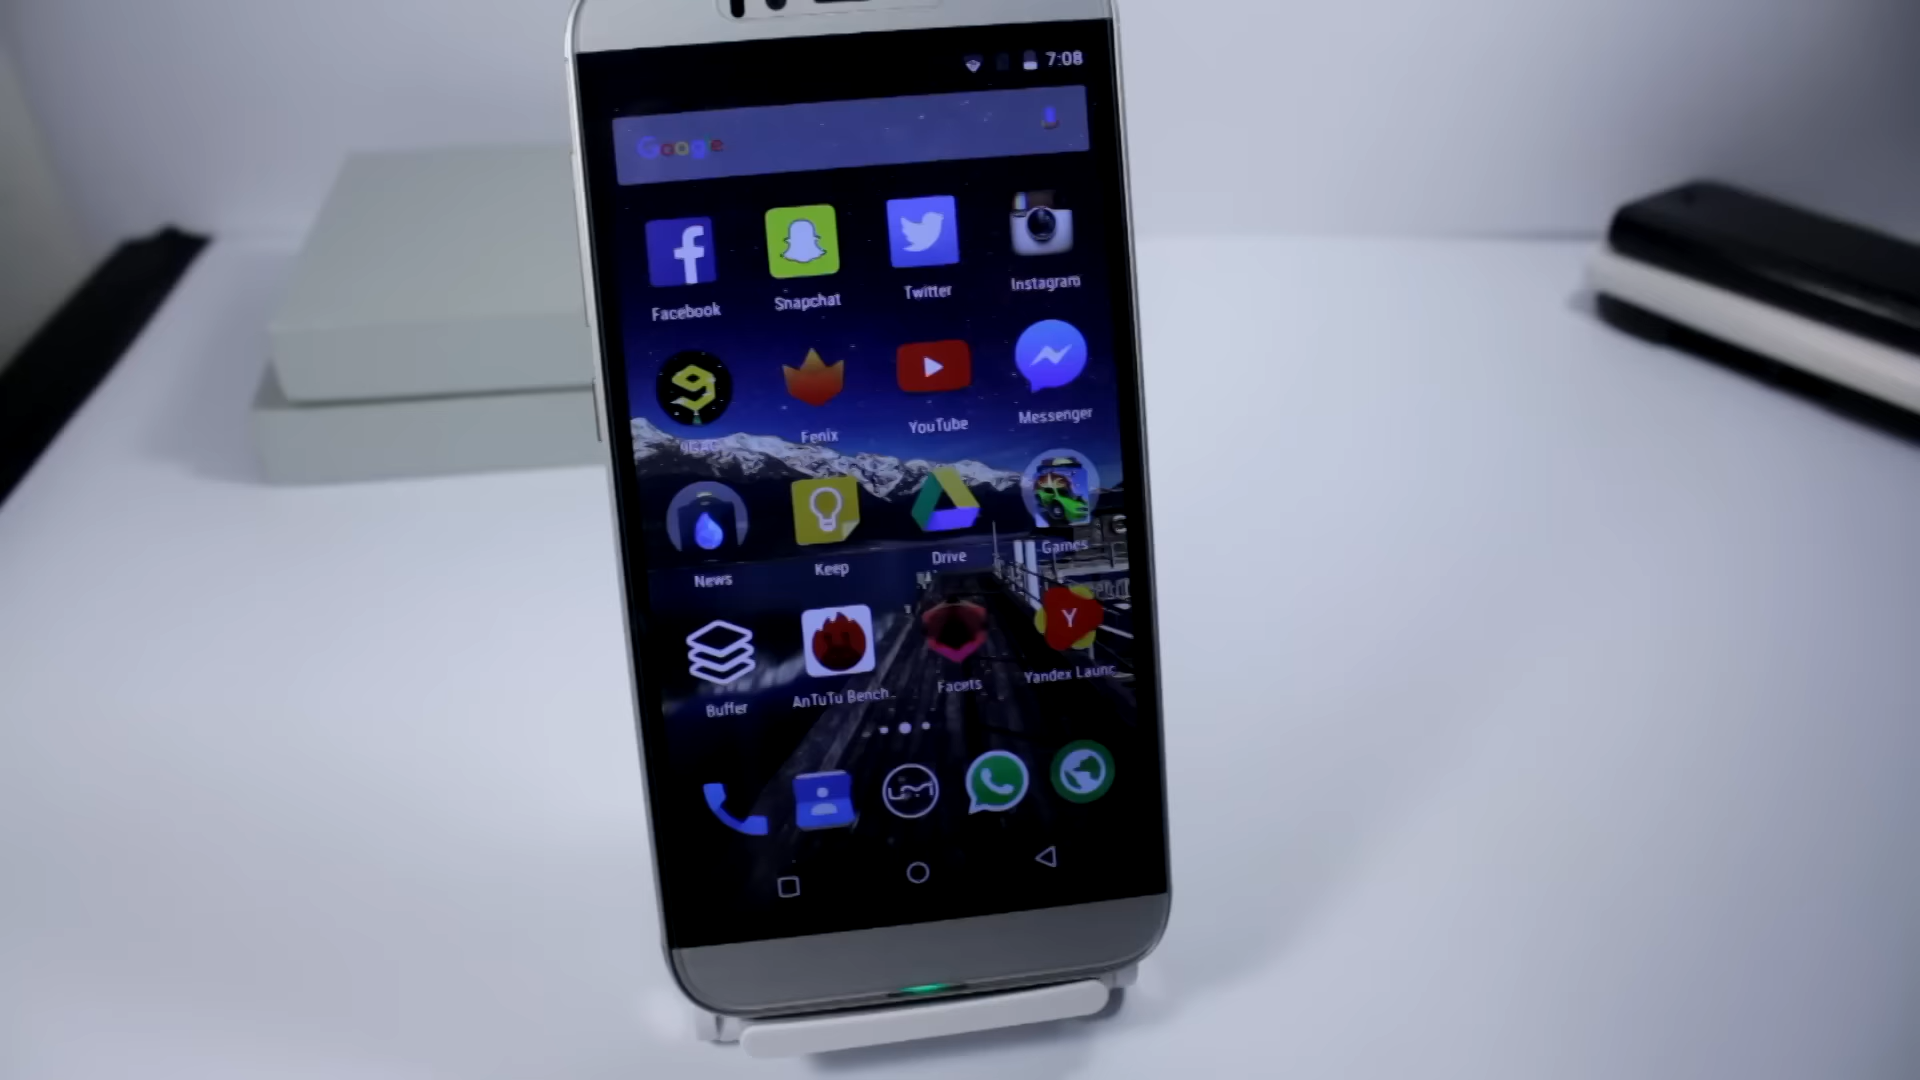 7:08
Google
Facebook Snapchat Twitter Instagram
Fenix YouTube Messenger
News Keep Drive Games
Y
Buffer AnTuTu Bench.. Facets Yandex Launc